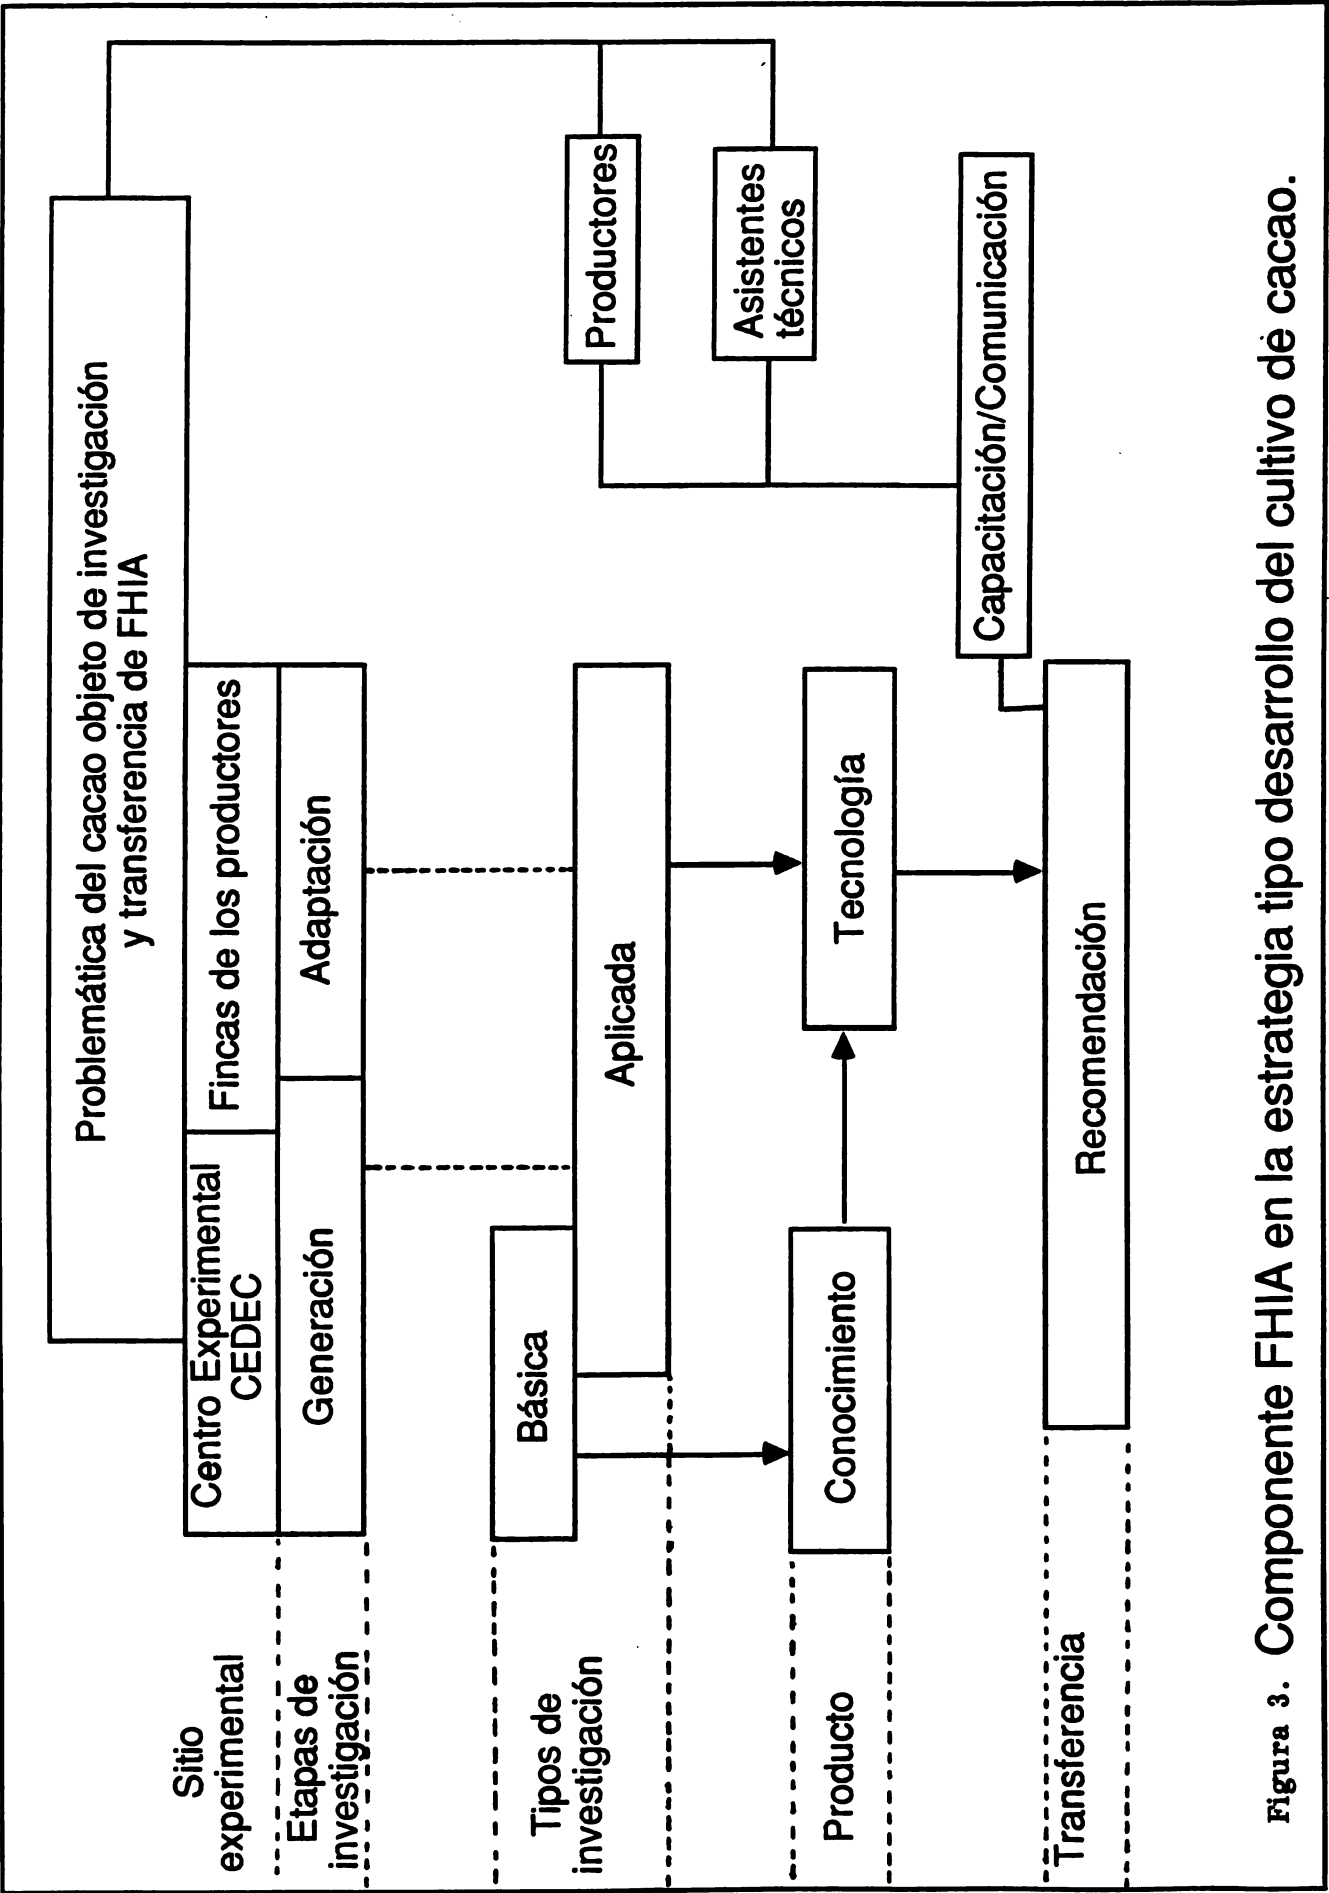 Problemática del cacao objeto de investigación
y transferencia de FHIA
Sitio
experimental
Centro Experimental
CEDEC
Fincas de los productores
Etapas de
investigación
Generación
Adaptación
Productores
Tipos de
investigación
Básica
Aplicada
Asistentes
técnicos
Producto
Conocimiento
Tecnología
Capacitación/Comunicación
Transferencia
Recomendación
Figura 3. Componente FHIA en la estrategia tipo desarrollo del cultivo de cacao.